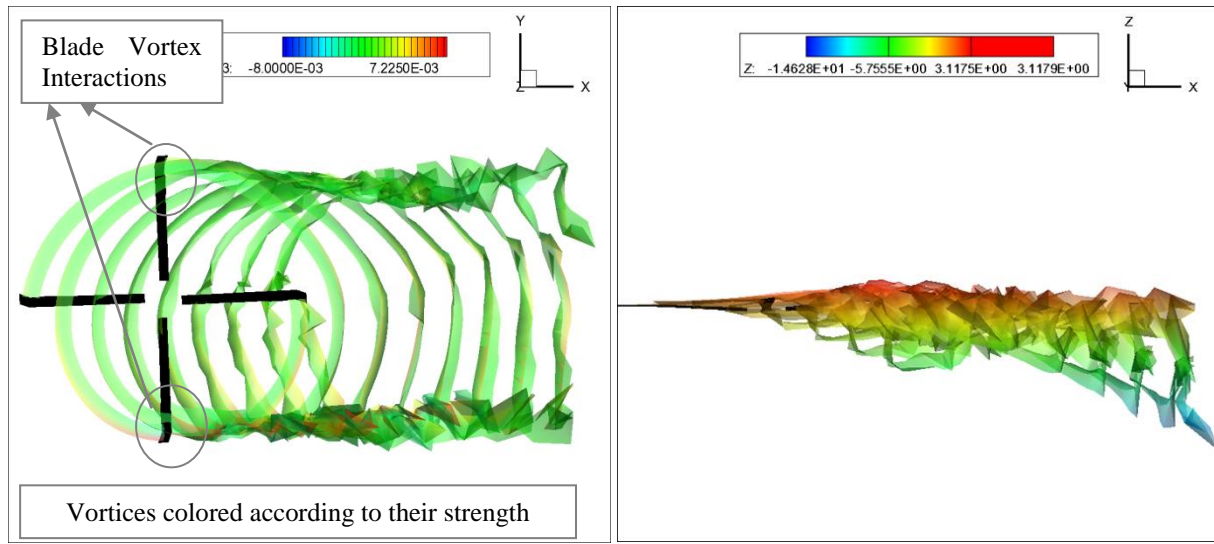 Blade Vortex
Interactions
3: -8.0000E-03 7.2250E-03
Y
Z X
Vortices colored according to their strength
Z: -1.4628E+01 -5.7555E+00 3.1175E+00 3.1179E+00
Z
Y X